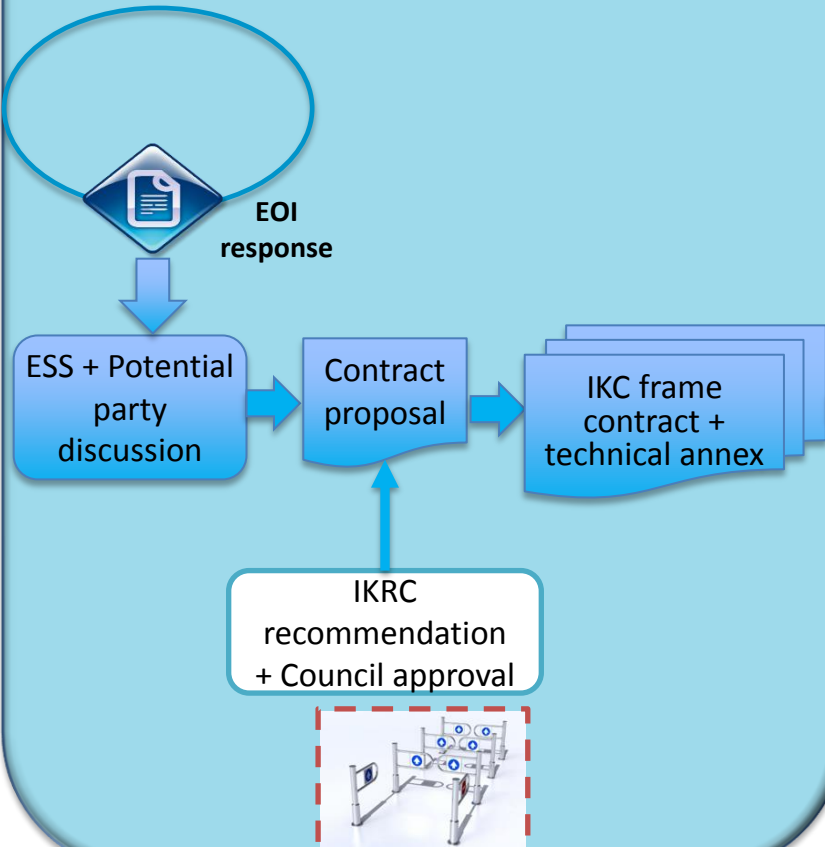 EOI
response
ESS + Potential
party
discussion
Contract
proposal
IKC frame
contract +
technical annex
IKRC
recommendation
+ Council approval